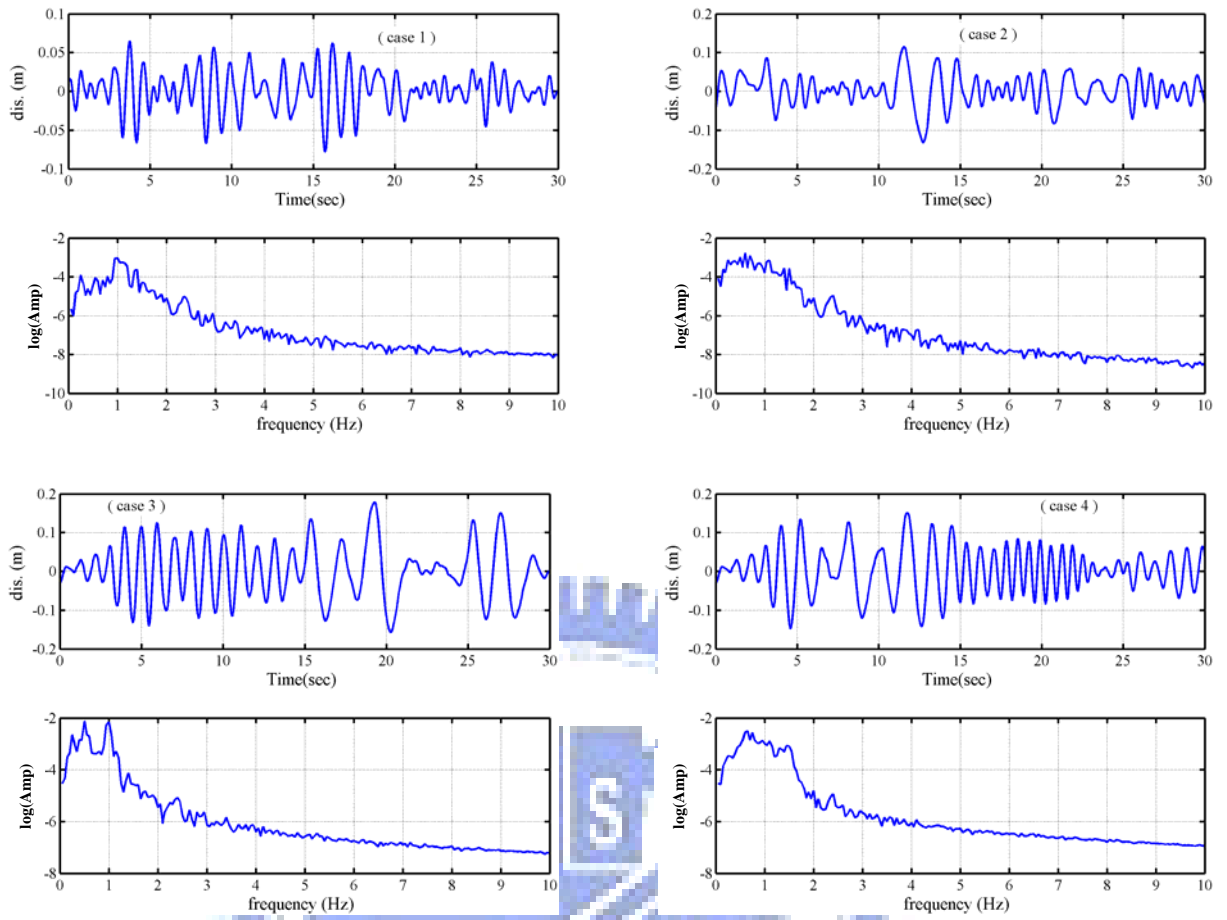 ( case 1 )
dis. (m)
0.1
0.05
0
-0.05
-0.1
0 5 10 15 20 25 30
Time(sec)
( case 2 )
dis. (m)
0.2
0.1
0
-0.1
-0.2
0 5 10 15 20 25 30
Time(sec)
log(Amp)
-2
-4
-6
-8
-10
0 1 2 3 4 5 6 7 8 9 10
frequency (Hz)
log(Amp)
-2
-4
-6
-8
-10
0 1 2 3 4 5 6 7 8 9 10
frequency (Hz)
( case 3 )
dis. (m)
0.2
0.1
0
-0.1
-0.2
0 5 10 15 20 25 30
Time(sec)
( case 4 )
dis. (m)
0.2
0.1
0
-0.1
-0.2
0 5 10 15 20 25 30
Time(sec)
log(Amp)
-2
-4
-6
-8
0 1 2 3 4 5 6 7 8 9 10
frequency (Hz)
log(Amp)
-2
-4
-6
-8
0 1 2 3 4 5 6 7 8 9 10
frequency (Hz)
S